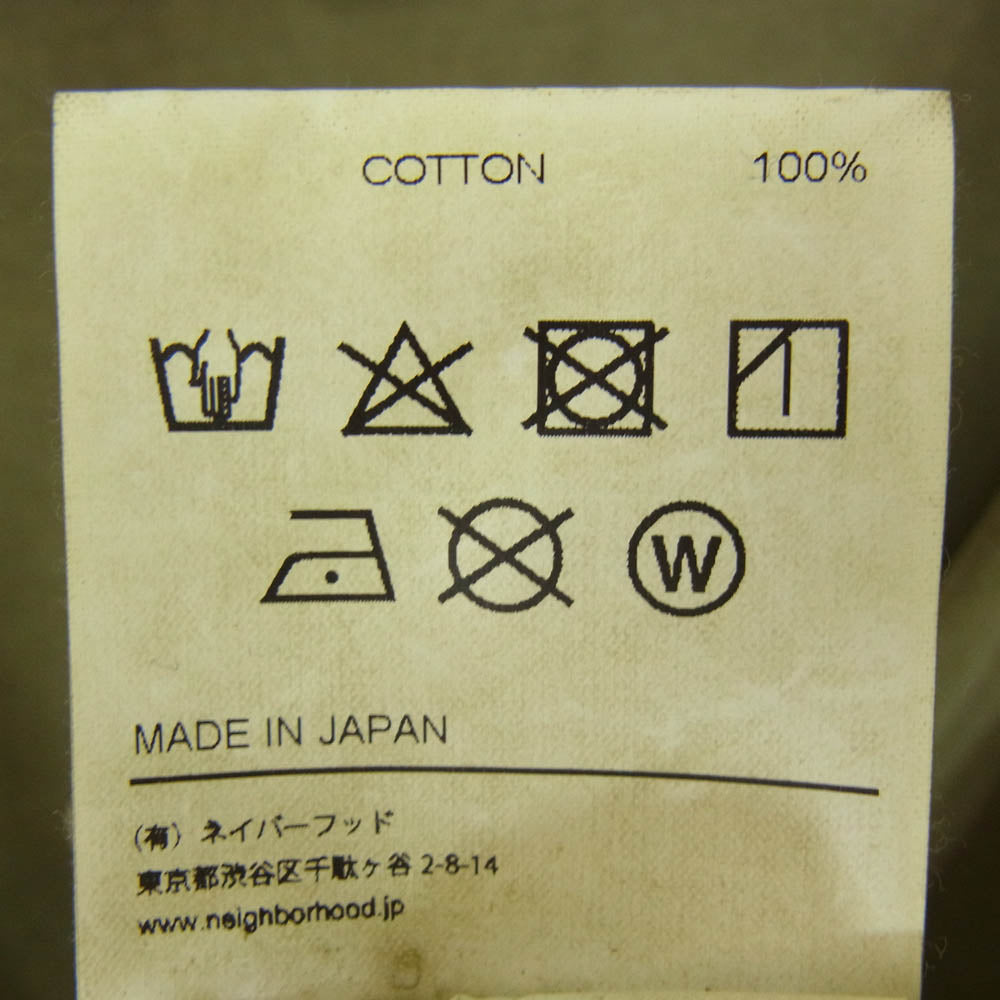 COTTON 100%
W
MADE IN JAPAN
(有) ネイバーフッド
東京都渋谷区千駄ヶ谷 2-8-14
www.neighborhood.jp